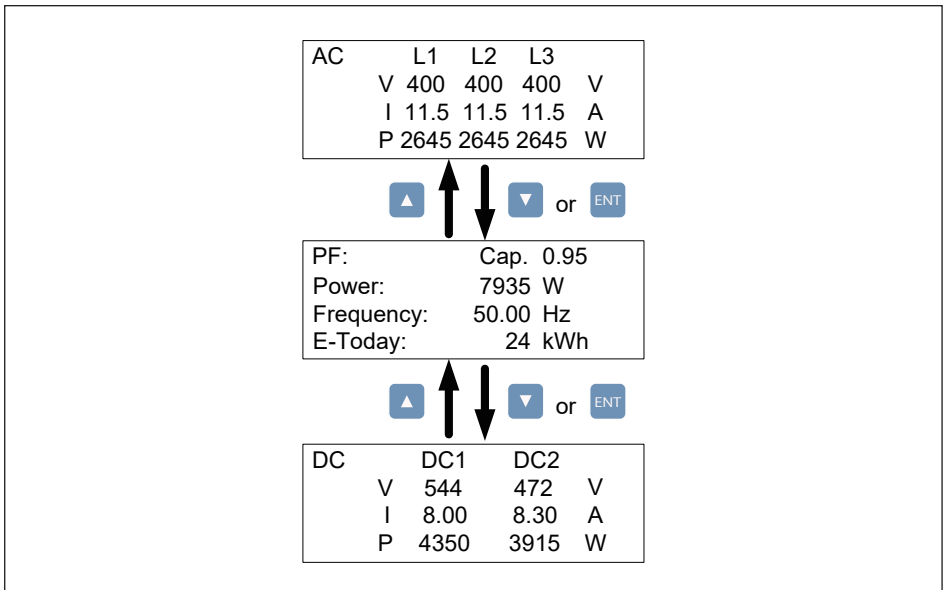 AC L1 L2 L3
V 400 400 400 V
I 11.5 11.5 11.5 A
P 2645 2645 2645 W
▲ ▼ or ENT
PF: Cap. 0.95
Power: 7935 W
Frequency: 50.00 Hz
E-Today: 24 kWh
▲ ▼ or ENT
DC DC1 DC2
V 544 472 V
I 8.00 8.30 A
P 4350 3915 W